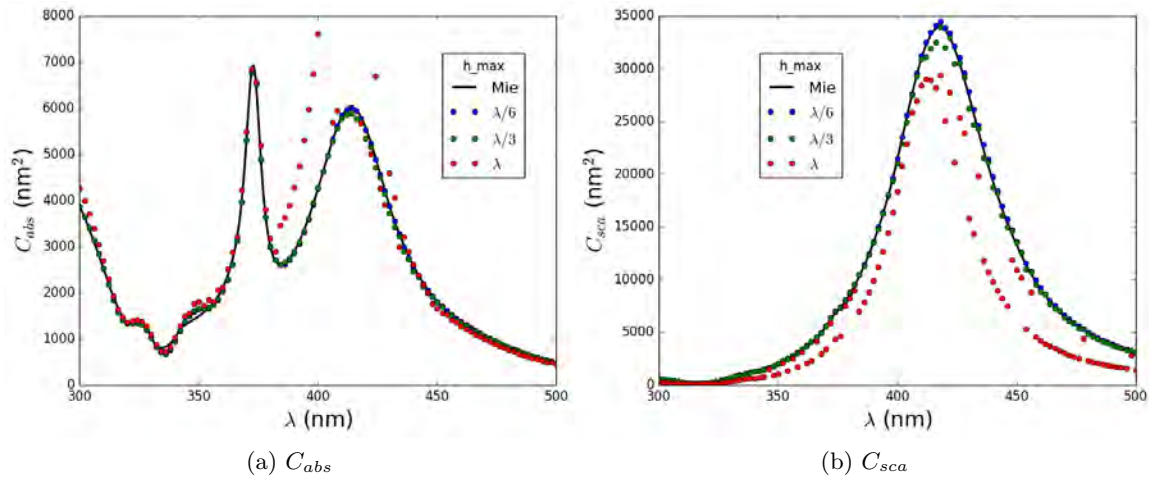 8000
7000
6000
5000
4000
3000
2000
1000
0
300
350
400
450
500
C_abs (nm²)
λ (nm)
h_max
Mie
λ/6
λ/3
λ
(a) C_abs
35000
30000
25000
20000
15000
10000
5000
0
300
350
400
450
500
C_sca (nm²)
λ (nm)
h_max
Mie
λ/6
λ/3
λ
(b) C_sca